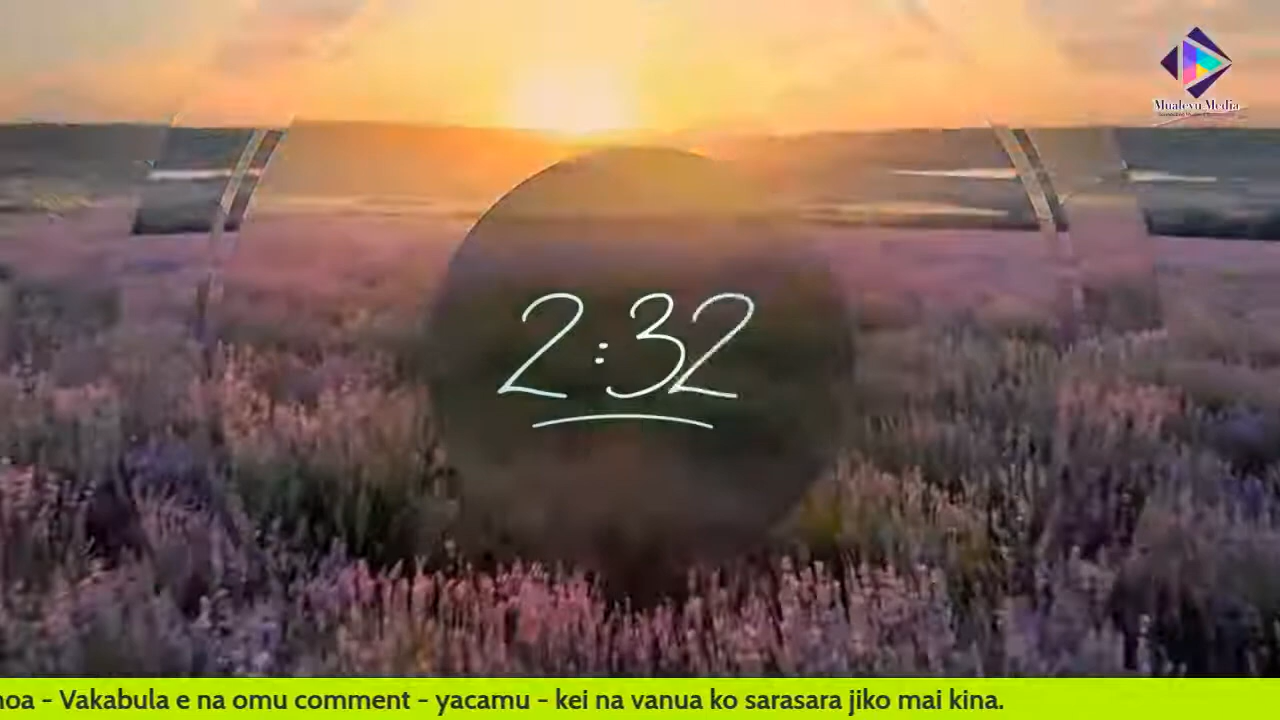 Mualevu Media
2:32
noa - Vakabula e na omu comment - yacamu - kei na vanua ko sarasara jiko mai kina.